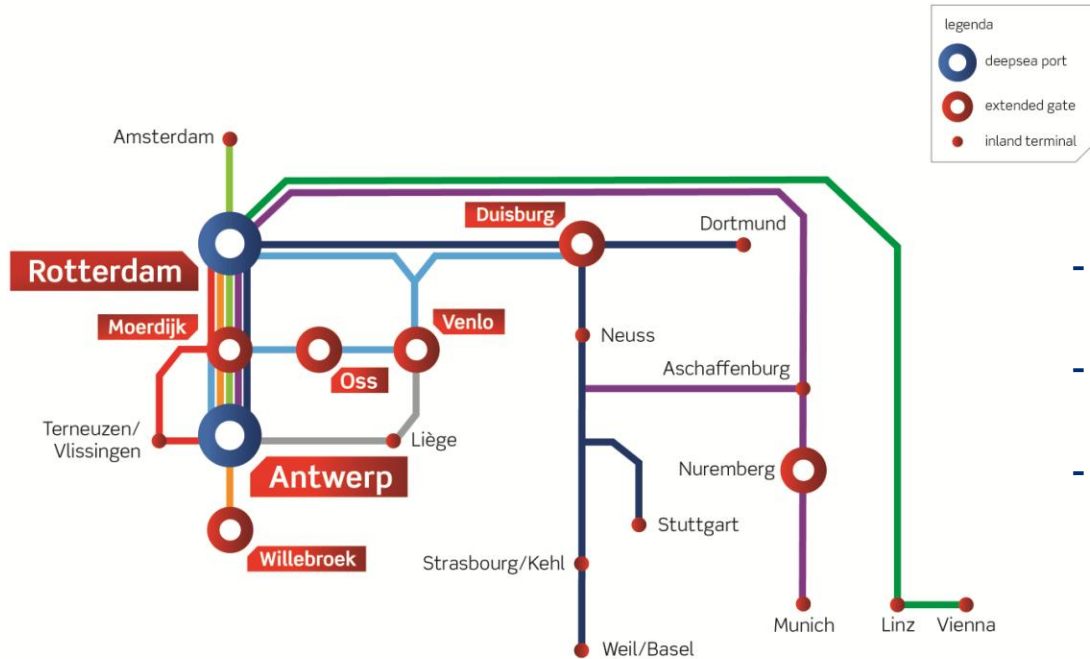 legenda
deepsea port
extended gate
inland terminal
Amsterdam
Duisburg
Dortmund
Rotterdam
-
Moerdijk
Venlo
Neuss
Oss
Aschaffenburg
-
Terneuzen/
Vlissingen
Liège
Antwerp
Nuremberg
-
Stuttgart
Willebroek
Strasbourg/Kehl
Munich
Linz
Vienna
Weil/Basel